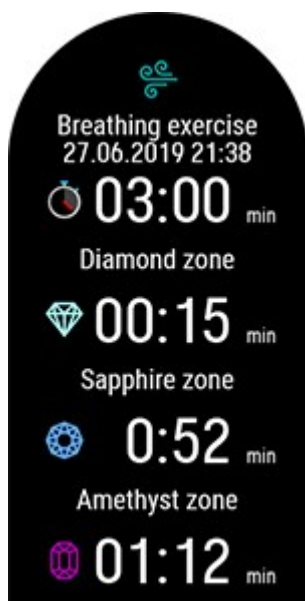 Breathing exercise
27.06.2019 21:38
03:00 min
Diamond zone
00:15 min
Sapphire zone
0:52 min
Amethyst zone
01:12 min